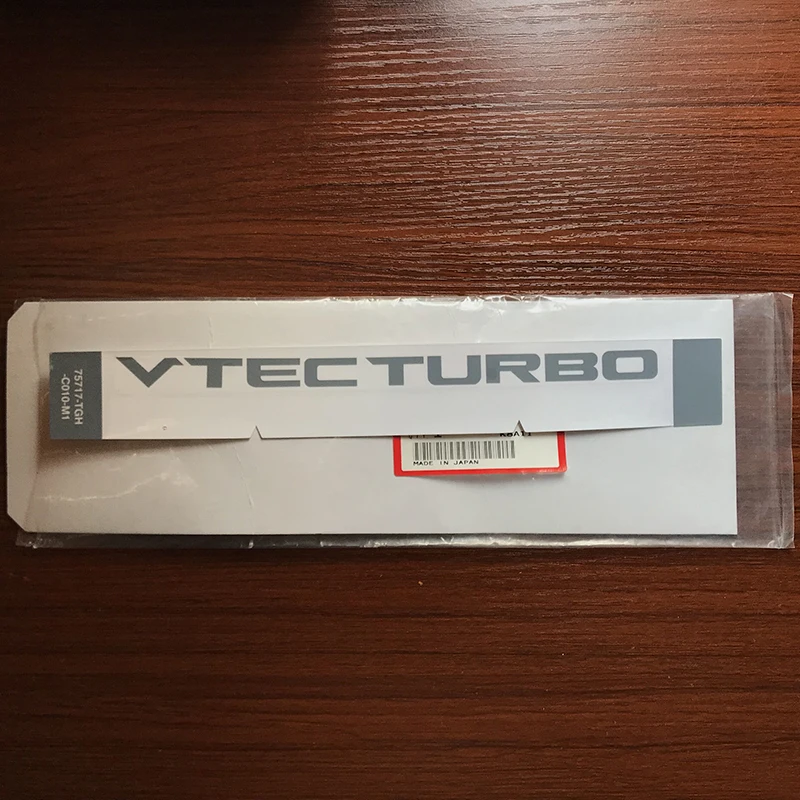 75717-TGH
-C010-M1
VTEC TURBO
MADE IN JAPAN